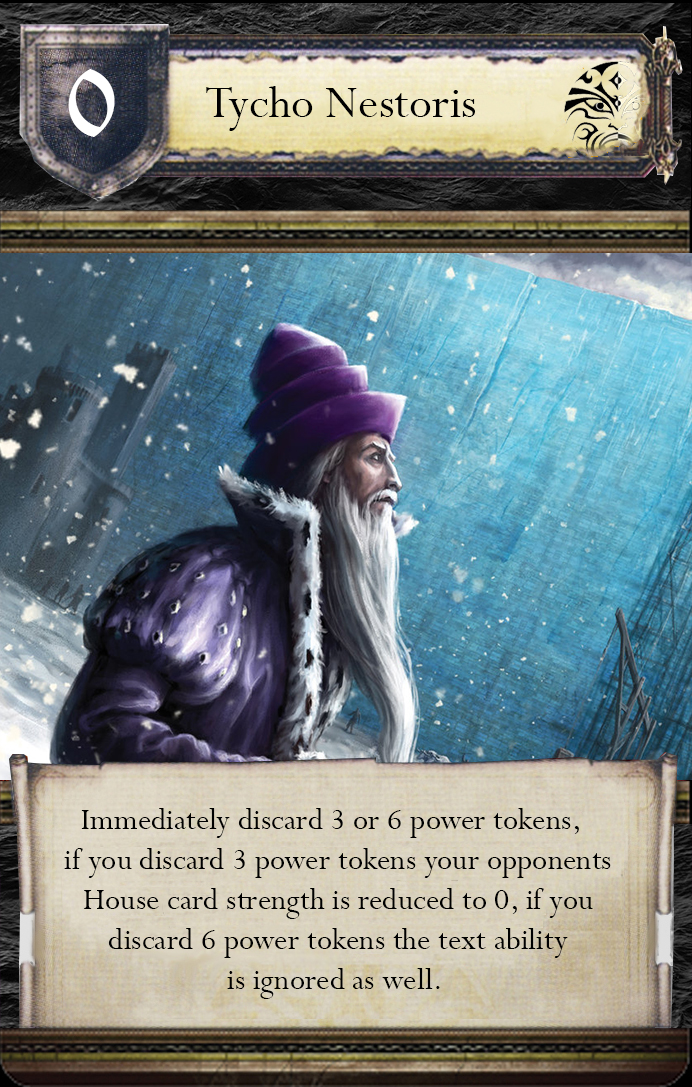 0
Tycho Nestoris
Immediately discard 3 or 6 power tokens,
if you discard 3 power tokens your opponents
House card strength is reduced to 0, if you
discard 6 power tokens the text ability
is ignored as well.